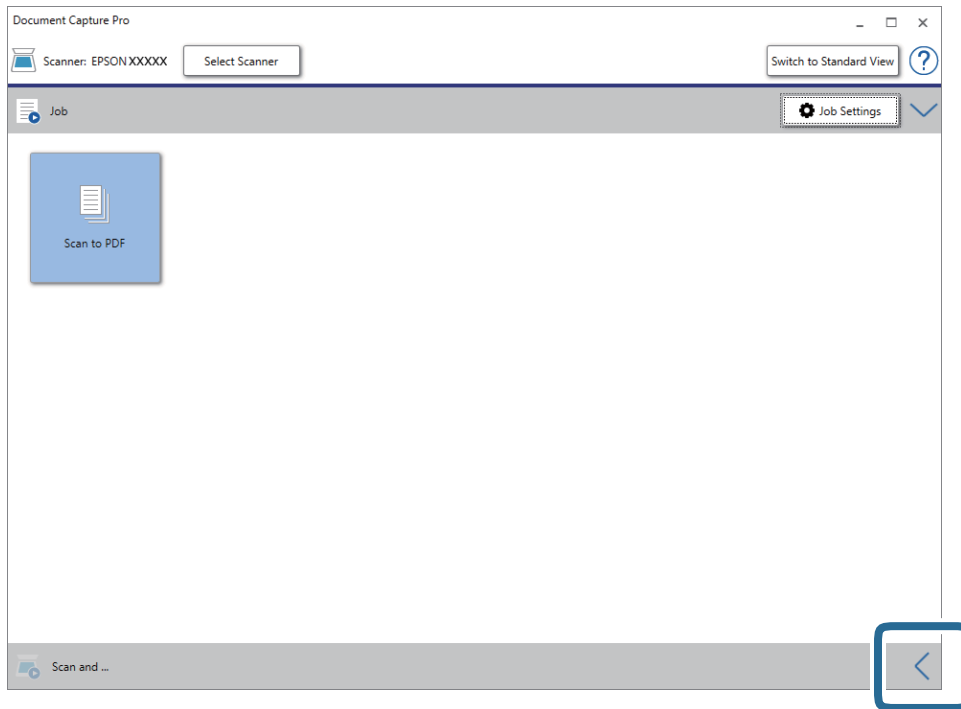 Document Capture Pro
Scanner: EPSON XXXXX
Select Scanner
Switch to Standard View
?
Job
Job Settings
Scan to PDF
Scan and ...